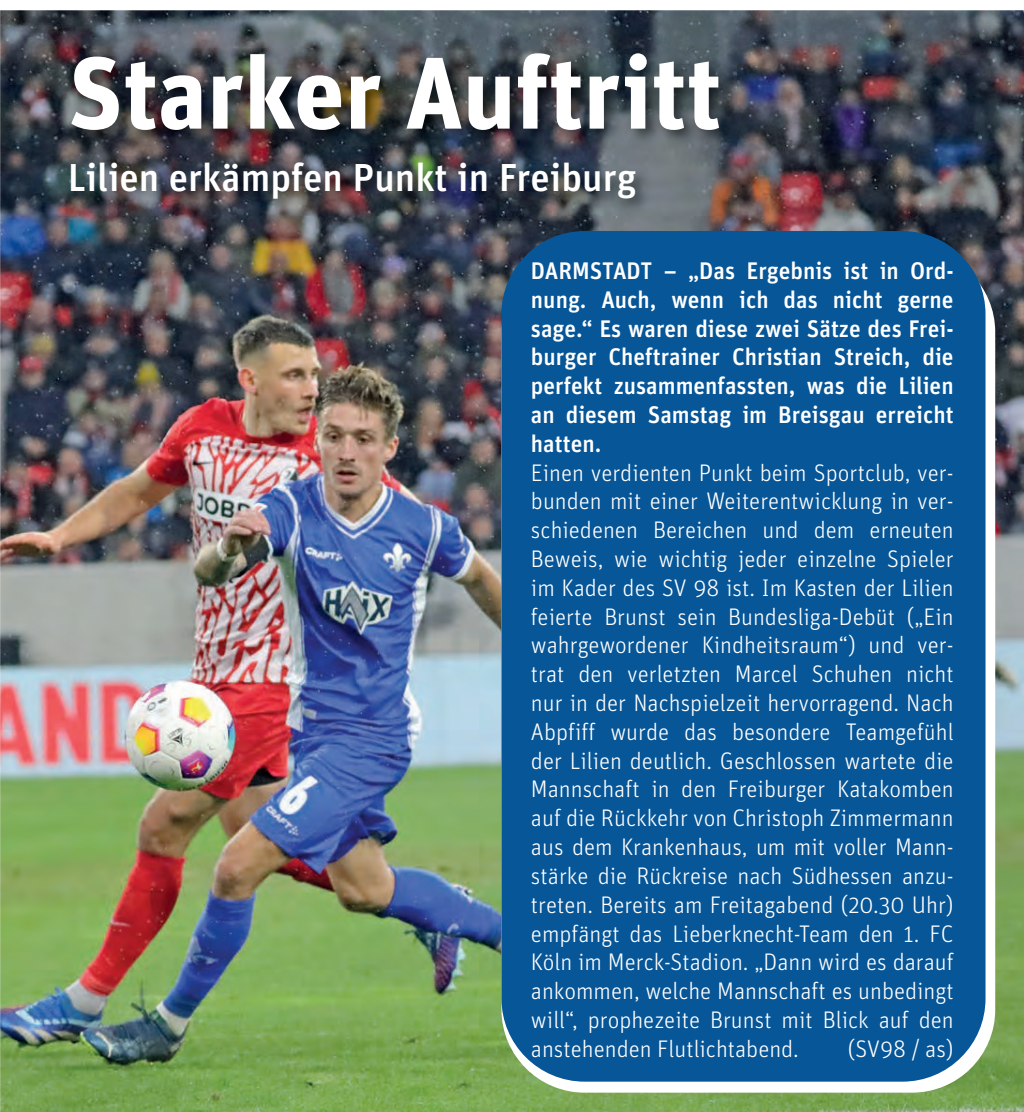 Starker Auftritt
Lilien erkämpfen Punkt in Freiburg
DARMSTADT – „Das Ergebnis ist in Ord-
nung. Auch, wenn ich das nicht gerne
sage.“ Es waren diese zwei Sätze des Frei-
burger Cheftrainer Christian Streich, die
perfekt zusammenfassten, was die Lilien
an diesem Samstag im Breisgau erreicht
hatten.
Einen verdienten Punkt beim Sportclub, ver-
bunden mit einer Weiterentwicklung in ver-
schiedenen Bereichen und dem erneuten
Beweis, wie wichtig jeder einzelne Spieler
im Kader des SV 98 ist. Im Kasten der Lilien
feierte Brunst sein Bundesliga-Debüt („Ein
wahrgewordener Kindheitsraum“) und ver-
trat den verletzten Marcel Schuhen nicht
nur in der Nachspielzeit hervorragend. Nach
Abpfiff wurde das besondere Teamgefühl
der Lilien deutlich. Geschlossen wartete die
Mannschaft in den Freiburger Katakomben
auf die Rückkehr von Christoph Zimmermann
aus dem Krankenhaus, um mit voller Mann-
stärke die Rückreise nach Südhessen anzu-
treten. Bereits am Freitagabend (20.30 Uhr)
empfängt das Lieberknecht-Team den 1. FC
Köln im Merck-Stadion. „Dann wird es darauf
ankommen, welche Mannschaft es unbedingt
will“, prophezeite Brunst mit Blick auf den
anstehenden Flutlichtabend. (SV98 / as)
JOB
CRAFT
HAIX
AND
6
CRAFT